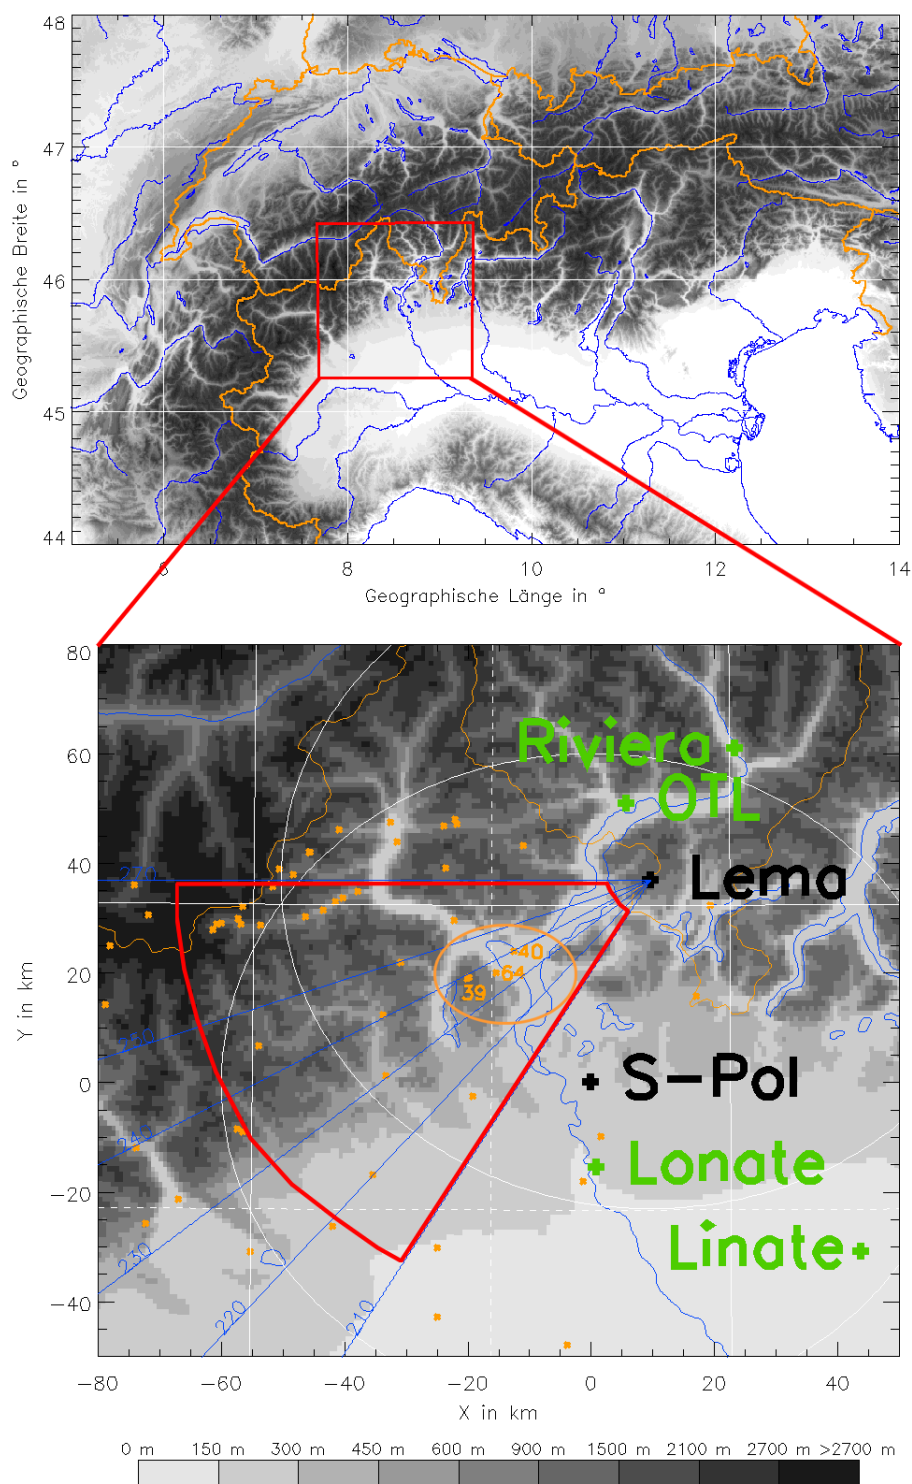 48
47
46
45
44
Geographische Breite in °
6 8 10 12 14
Geographische Länge in °
80
60
40
20
0
−20
−40
Y in km
Riviera
OTL
Lema
40
64
39
S−Pol
Lonate
Linate
270
250
240
230
220
210
−80 −60 −40 −20 0 20 40
X in km
0 m 150 m 300 m 450 m 600 m 900 m 1500 m 2100 m 2700 m >2700 m